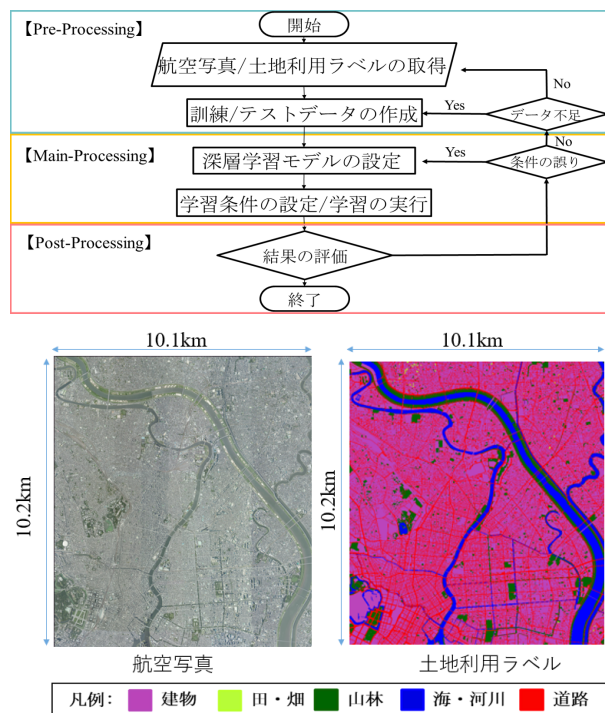 【Pre-Processing】
開始
航空写真/土地利用ラベルの取得
No
訓練/テストデータの作成
Yes
データ不足
No
【Main-Processing】
深層学習モデルの設定
Yes
条件の誤り
学習条件の設定/学習の実行
【Post-Processing】
結果の評価
終了
10.1km
10.1km
10.2km
10.2km
航空写真
土地利用ラベル
凡例: 建物 田・畑 山林 海・河川 道路